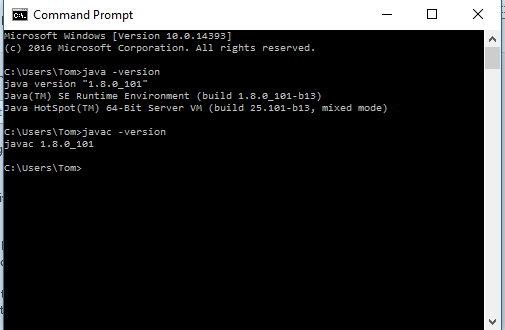 Command Prompt
Microsoft Windows [Version 10.0.14393]
(c) 2016 Microsoft Corporation. All rights reserved.
C:\Users\Tom>java -version
java version "1.8.0_101"
Java(TM) SE Runtime Environment (build 1.8.0_101-b13)
Java HotSpot(TM) 64-Bit Server VM (build 25.101-b13, mixed mode)
C:\Users\Tom>javac -version
javac 1.8.0_101
C:\Users\Tom>